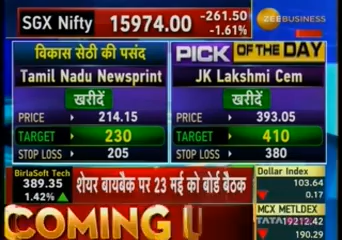 SGX Nifty 15974.00 -261.50 -1.61%
ZEEBUSINESS
विकास सेठी की पसंद
Tamil Nadu Newsprint
खरीदें
PRICE 214.15
TARGET 230
STOP LOSS 205
PICK OF THE DAY
JK Lakshmi Cem
खरीदें
PRICE 393.05
TARGET 410
STOP LOSS 380
BirlaSoft Tech
389.35
1.42%
शेयर बायबैक पर 23 मई को बोर्ड बैठक
Dollar Index
103.64
0.17
MCX METLDEX
19212.42
190.29
COMING U